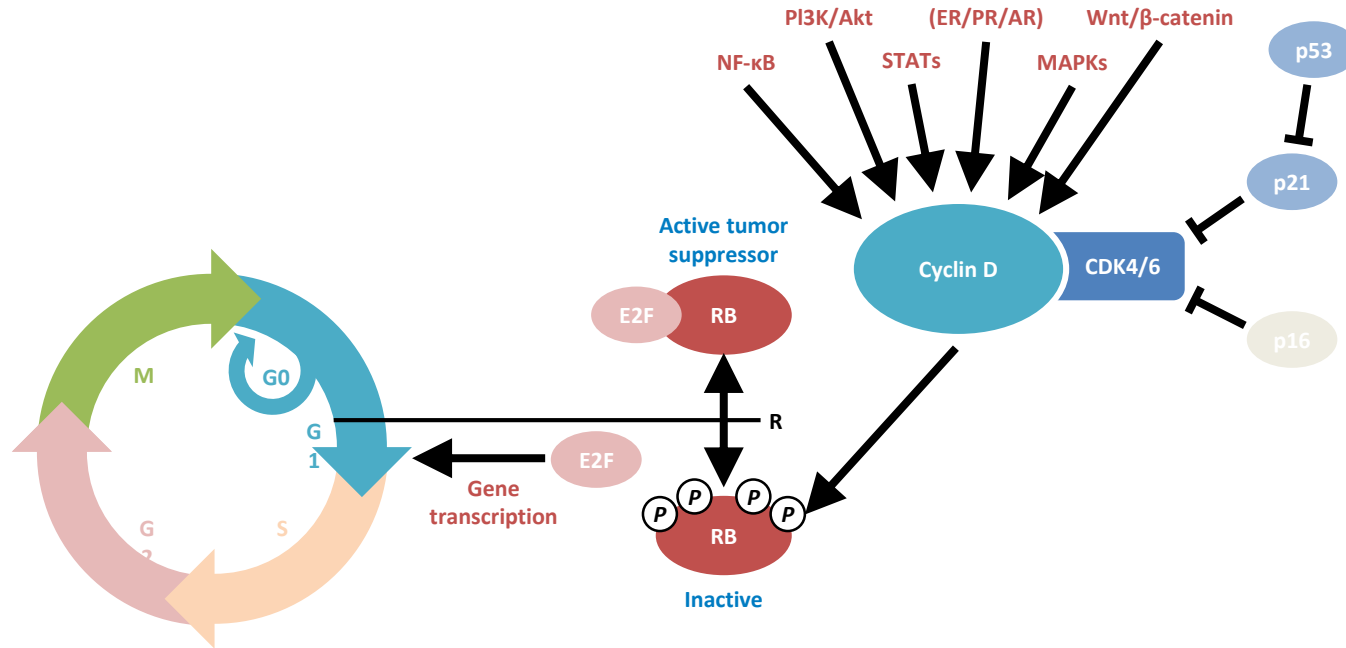 PI3K/Akt
(ER/PR/AR)
Wnt/β-catenin
NF-κB
STATs
MAPKs
p53
p21
Cyclin D
CDK4/6
p16
Active tumor
suppressor
E2F
RB
M
G0
G
1
R
E2F
Gene
transcription
P
P
P
P
RB
Inactive
G
2
S